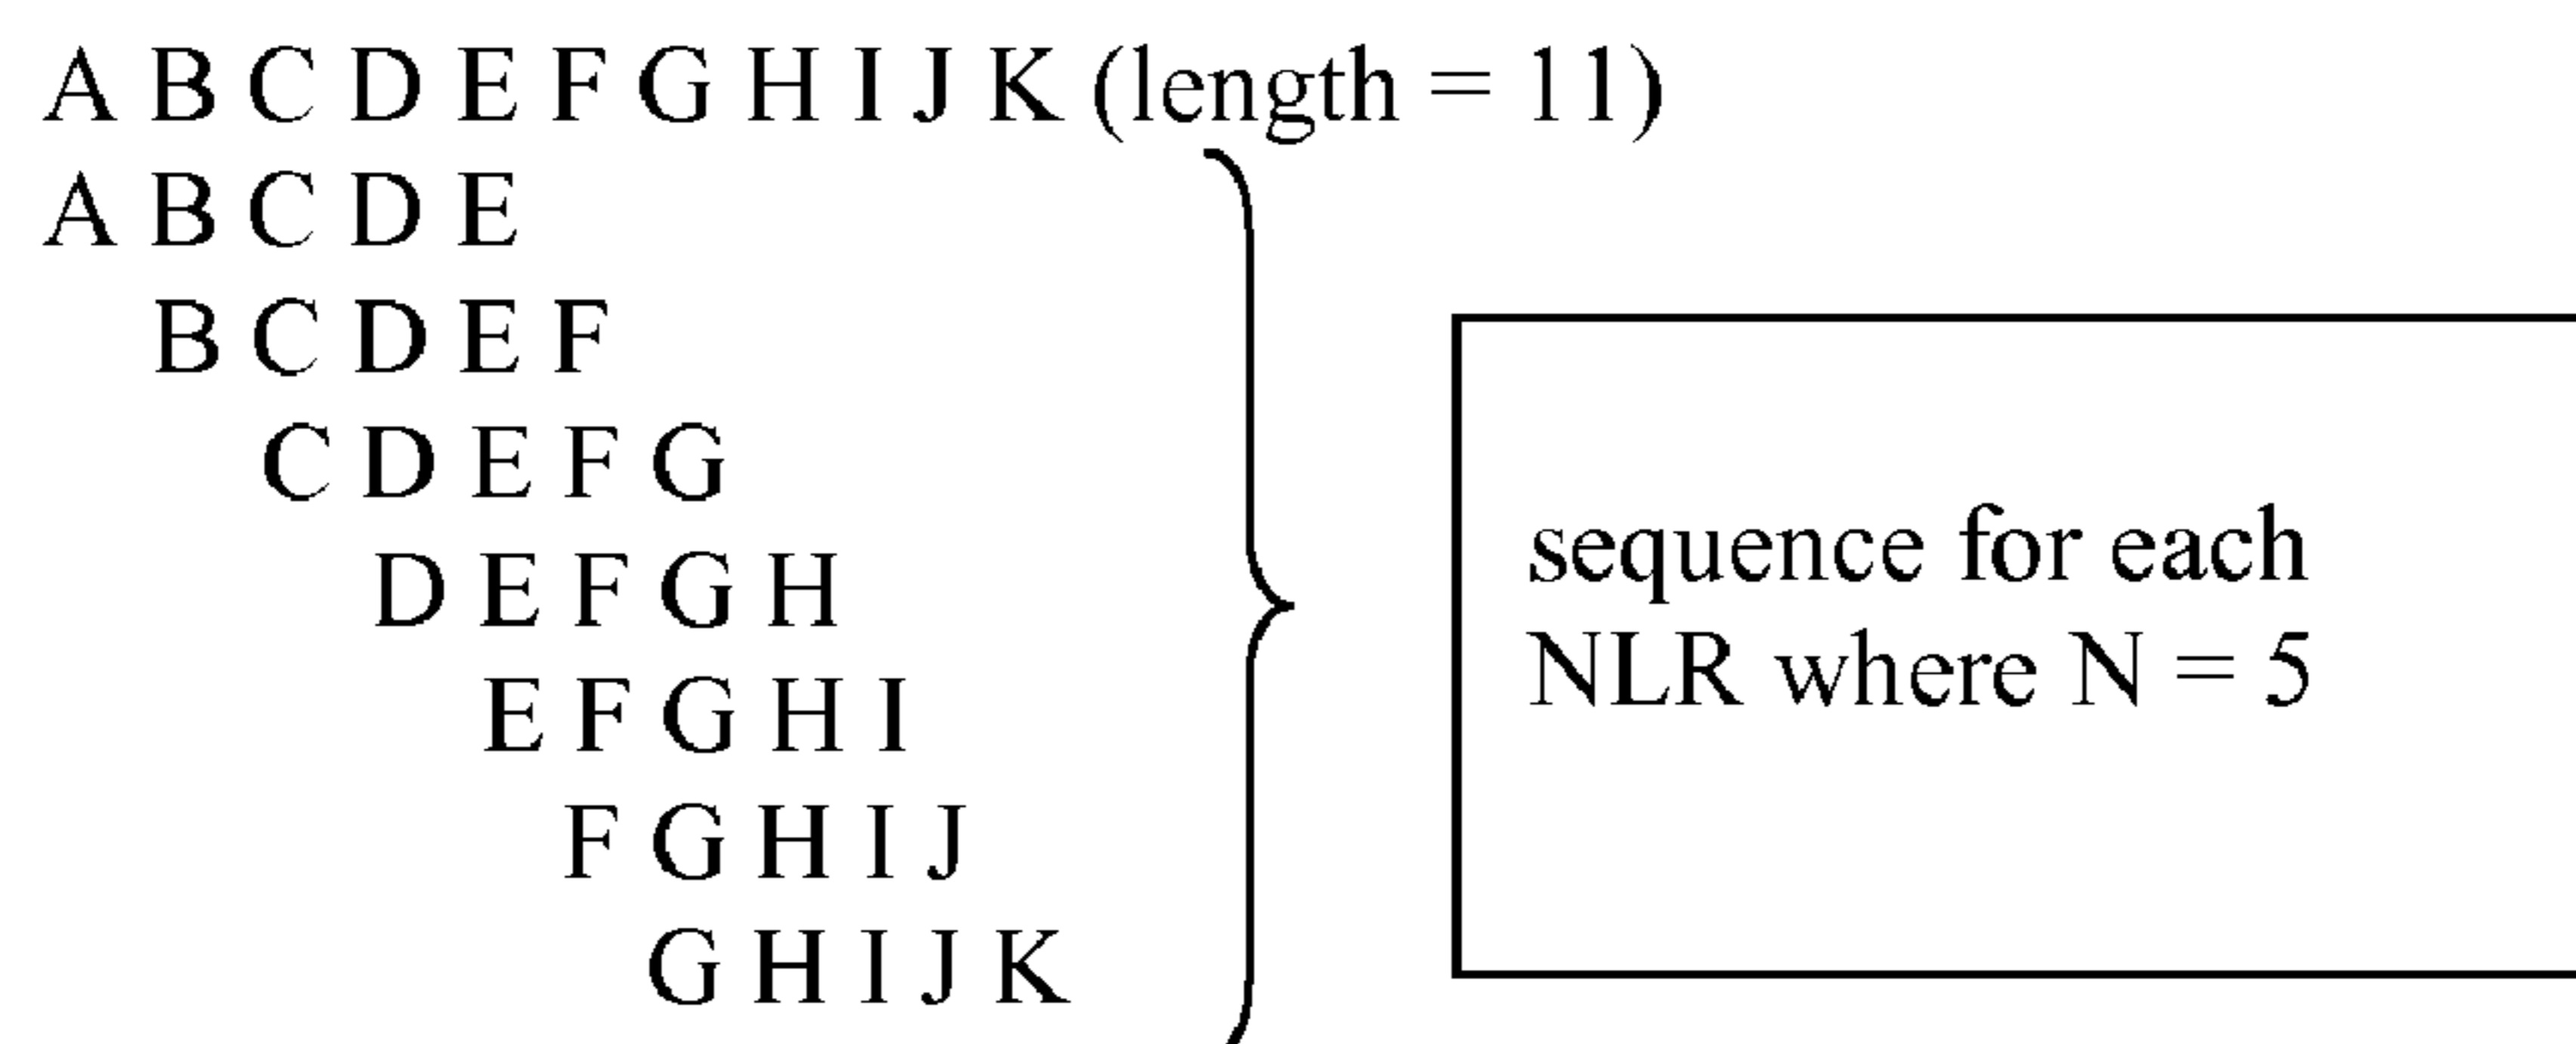 A B C D E F G H I J K (length = 11)
A B C D E
B C D E F
C D E F G
D E F G H
E F G H I
F G H I J
G H I J K
sequence for each
NLR where N = 5